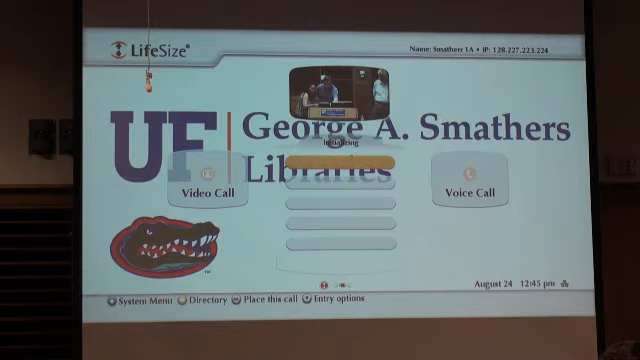 LifeSize®
Name: Smathers 1A • IP: 128.227.223.224
UF
George A. Smathers
Libraries
Initializing
Video Call
Voice Call
TM
August 24 12:45 pm
System Menu Directory Place this call Entry options